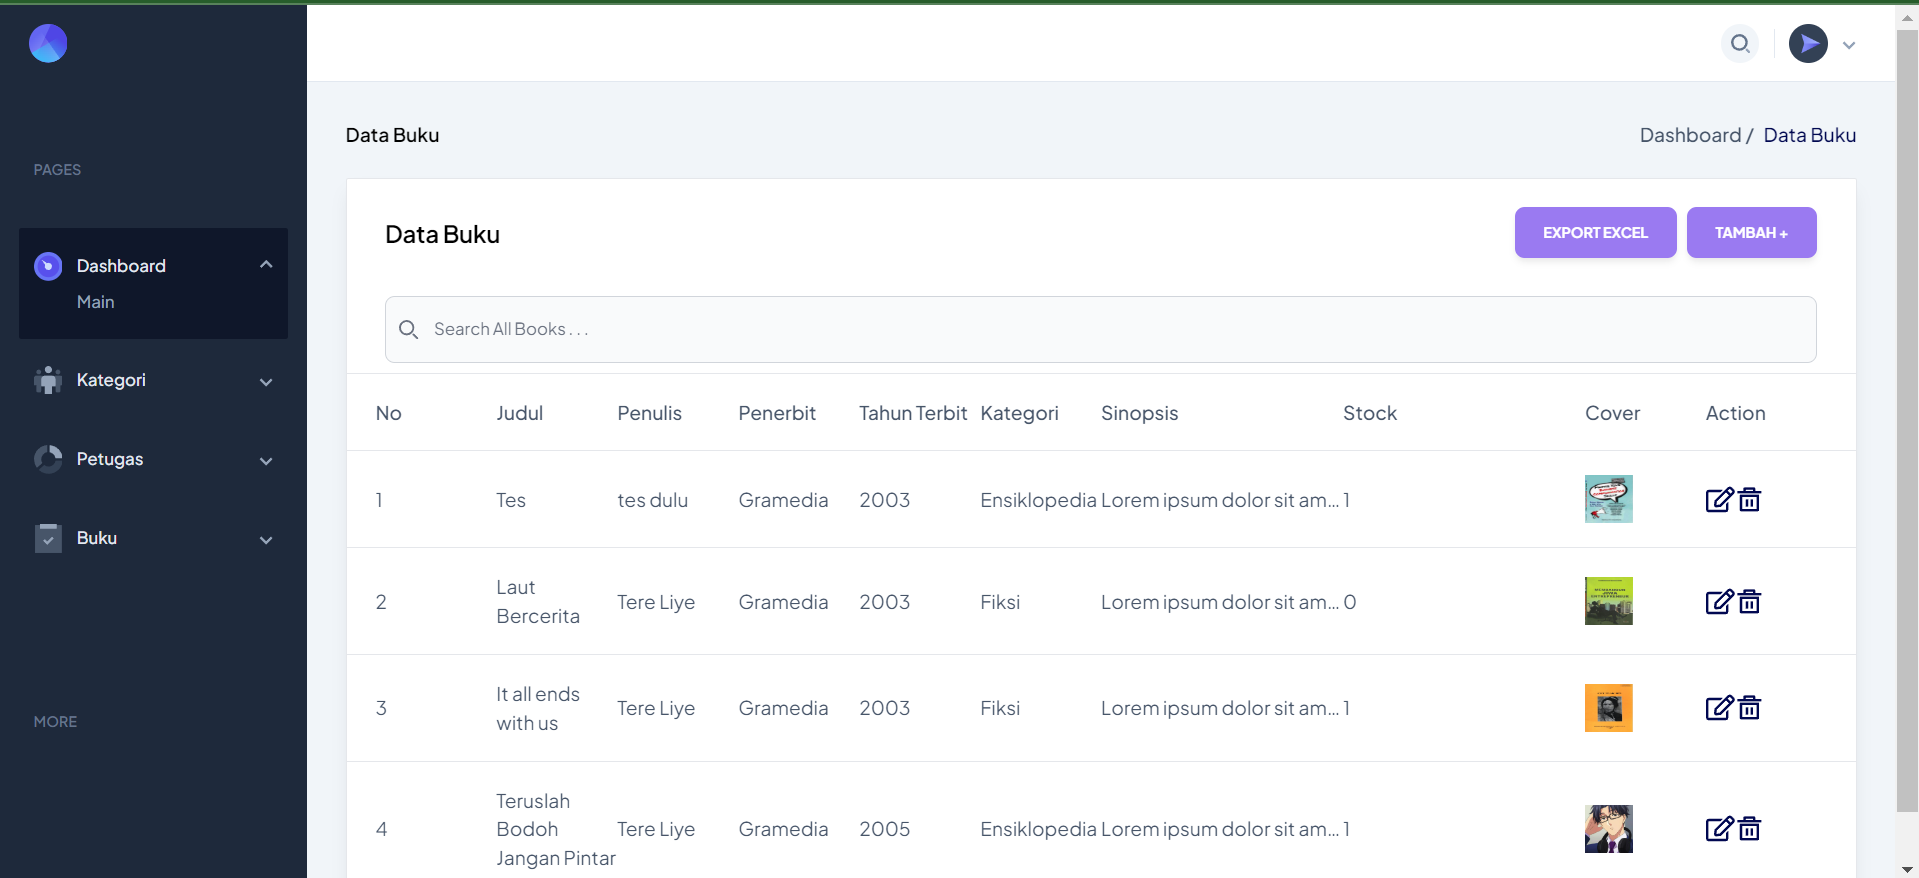 PAGES
Dashboard
Main
Kategori
Petugas
Buku
MORE
Data Buku
Dashboard / Data Buku
Data Buku
EXPORT EXCEL
TAMBAH +
Search All Books . . .
No Judul Penulis Penerbit Tahun Terbit Kategori Sinopsis Stock Cover Action
1 Tes tes dulu Gramedia 2003 Ensiklopedia Lorem ipsum dolor sit am... 1
2 Laut
Bercerita Tere Liye Gramedia 2003 Fiksi Lorem ipsum dolor sit am... 0
3 It all ends
with us Tere Liye Gramedia 2003 Fiksi Lorem ipsum dolor sit am... 1
4 Teruslah
Bodoh
Jangan Pintar Tere Liye Gramedia 2005 Ensiklopedia Lorem ipsum dolor sit am... 1